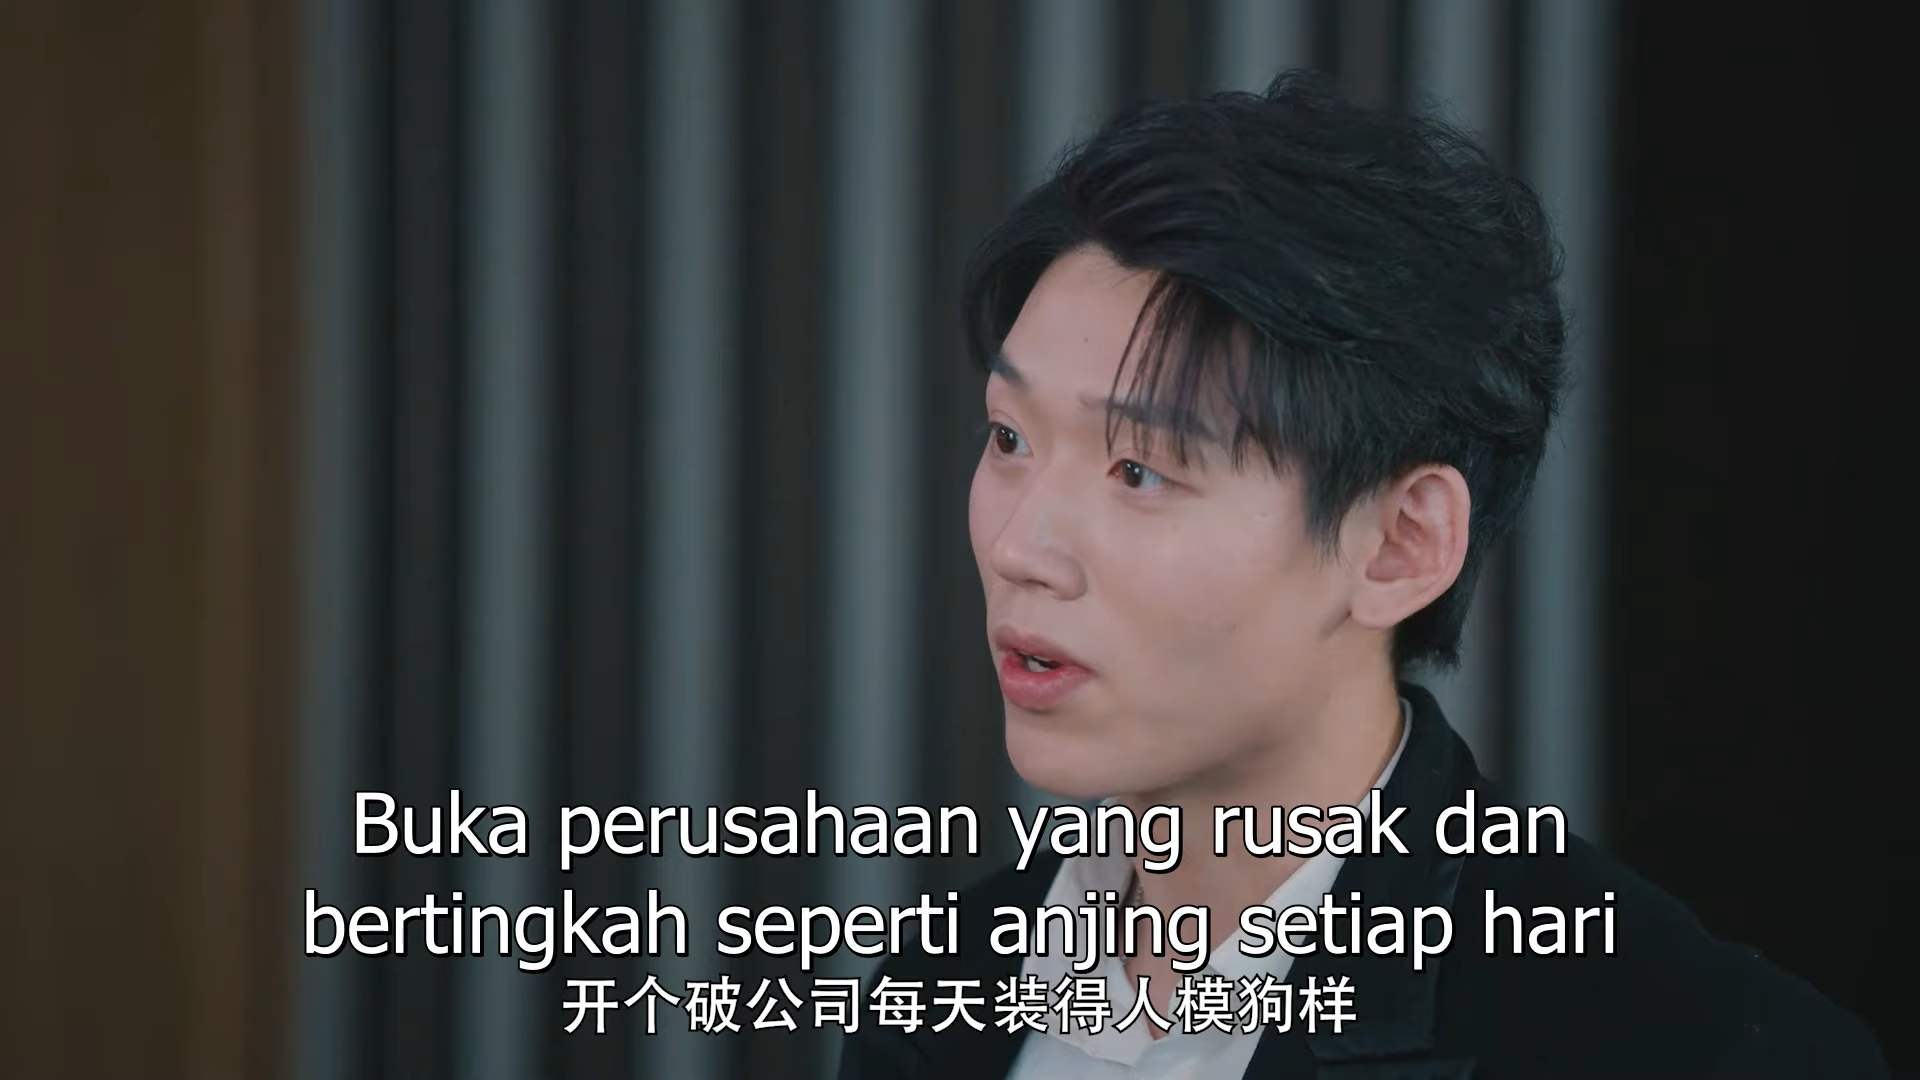 Buka perusahaan yang rusak dan
bertingkah seperti anjing setiap hari
开个破公司每天装得人模狗样